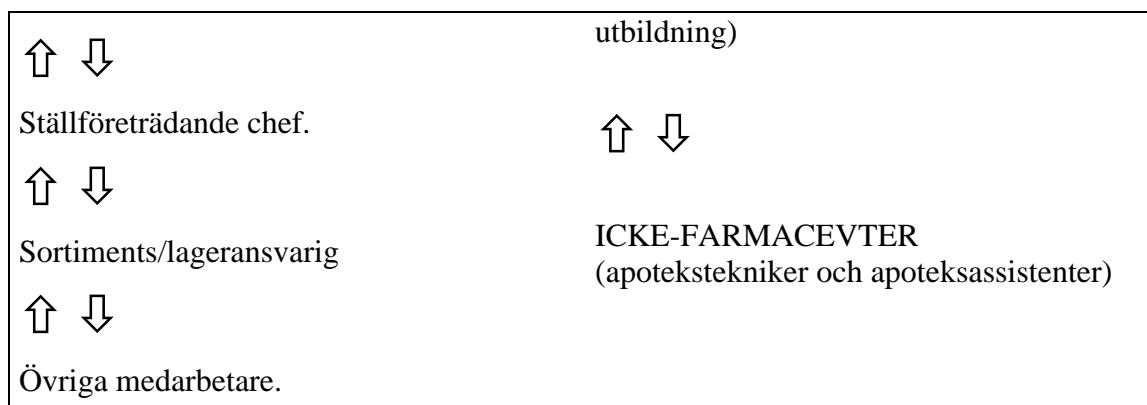 ⇧ ⇩
Ställföreträdande chef.
⇧ ⇩
Sortiments/lageransvarig
⇧ ⇩
Övriga medarbetare.
utbildning)
⇧ ⇩
ICKE-FARMACEVTER
(apotekstekniker och apoteksassistenter)